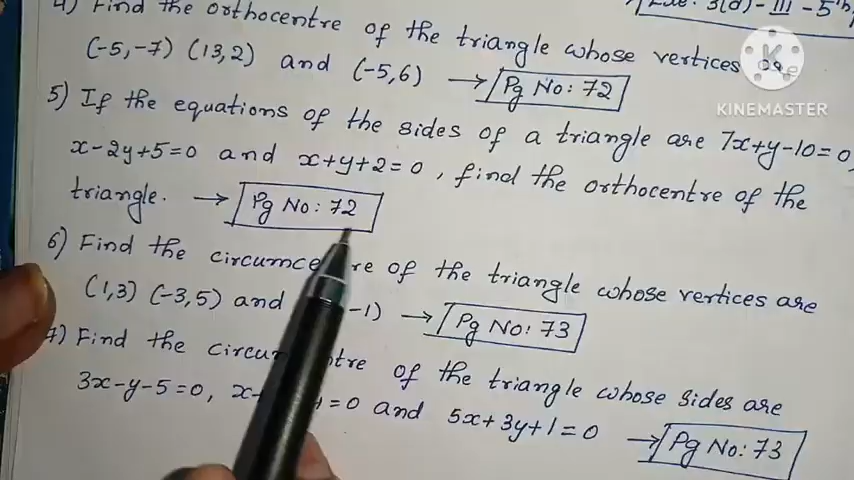 4) Find the orthocentre of the triangle whose vertices are
(-5,-7) (13,2) and (-5,6) → Pg No: 72
5) If the equations of the sides of a triangle are 7x+y-10=0,
x-2y+5=0 and x+y+2=0, find the orthocentre of the
triangle. → Pg No: 72
6) Find the of the triangle whose vertices are
(1,3) (-3,5) and -1) → Pg No: 73
7) Find the of the triangle whose sides are
3x-y-5=0, =0 and 5x+3y+1=0 → Pg No: 73
K
KINEMASTER